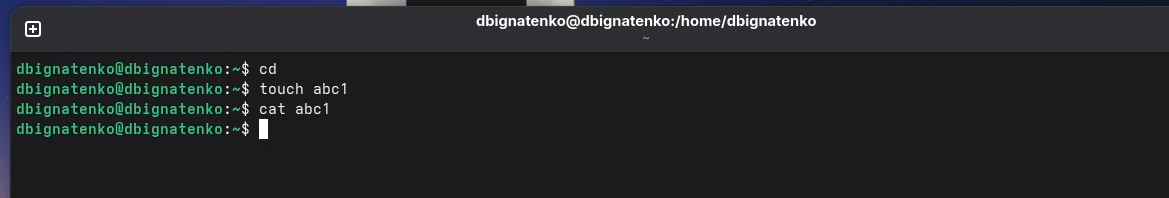 dbignatenko@dbignatenko:/home/dbignatenko
~
dbignatenko@dbignatenko:~$ cd
dbignatenko@dbignatenko:~$ touch abc1
dbignatenko@dbignatenko:~$ cat abc1
dbignatenko@dbignatenko:~$